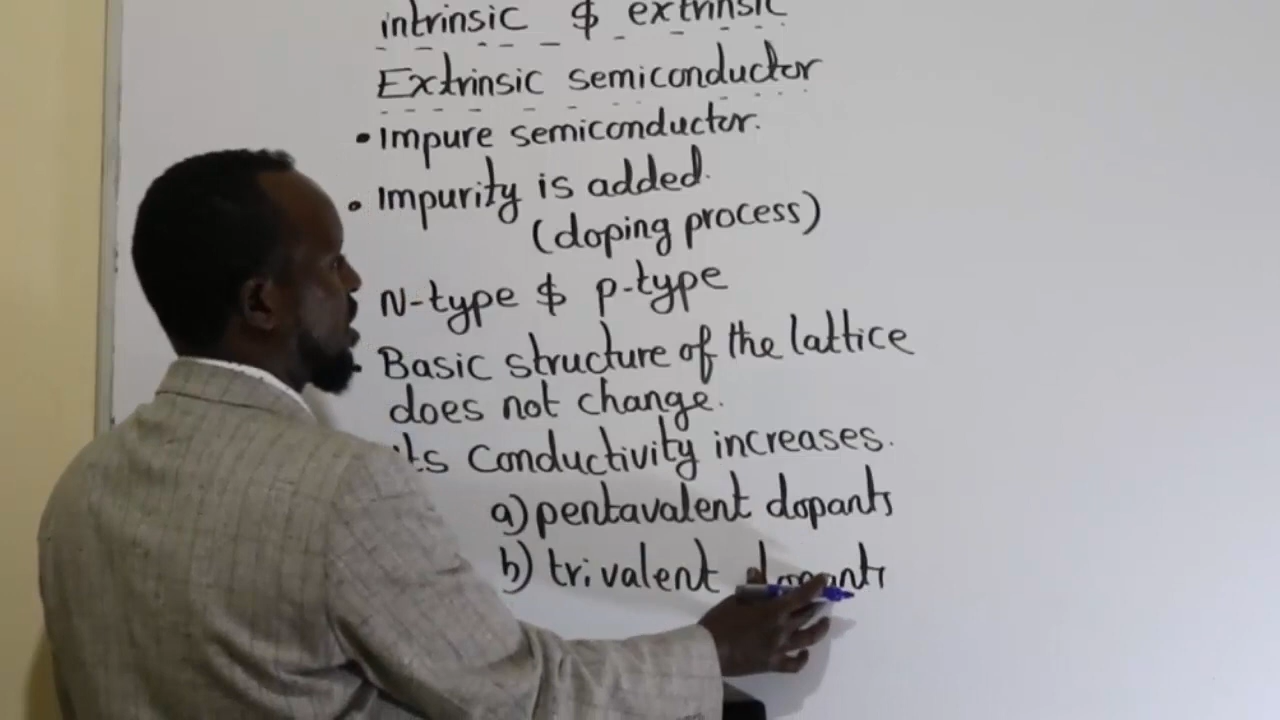 intrinsic & extrinsic
Extrinsic semiconductor
• Impure semiconductor.
• Impurity is added.
(doping process)
N-type & p-type
• Basic structure of the lattice
does not change.
its conductivity increases.
a) pentavalent dopants
b) trivalent dopants